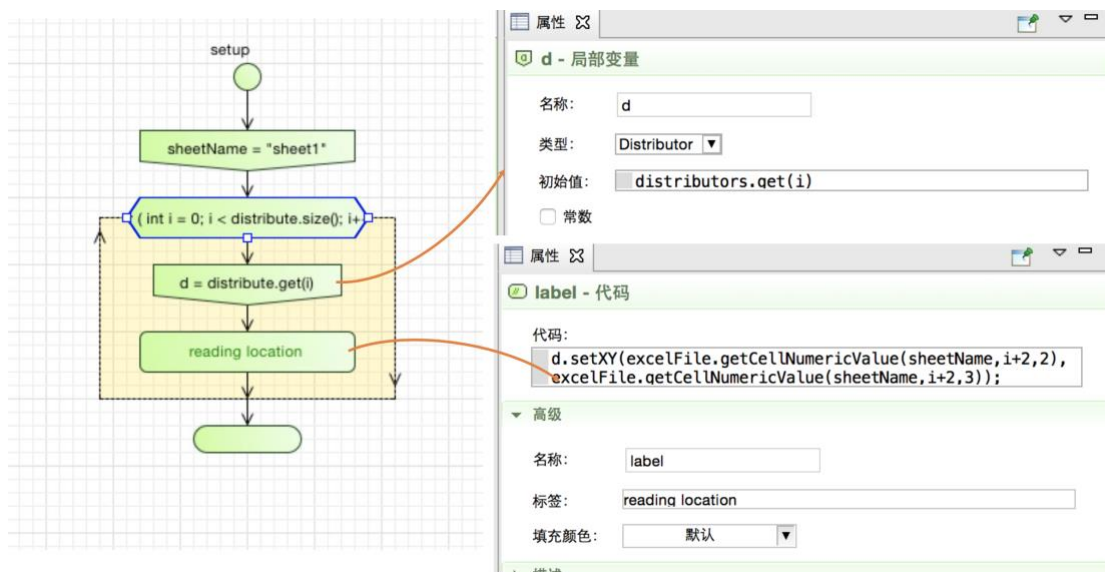 setup
sheetName = "sheet1"
( int i = 0; i < distribute.size(); i+
d = distribute.get(i)
reading location
属性
d - 局部变量
名称: d
类型: Distributor
初始值: distributors.get(i)
常数
属性
label - 代码
代码:
d.setXY(excelFile.getCellNumericValue(sheetName,i+2,2),
excelFile.getCellNumericValue(sheetName,i+2,3));
高级
名称: label
标签: reading location
填充颜色: 默认